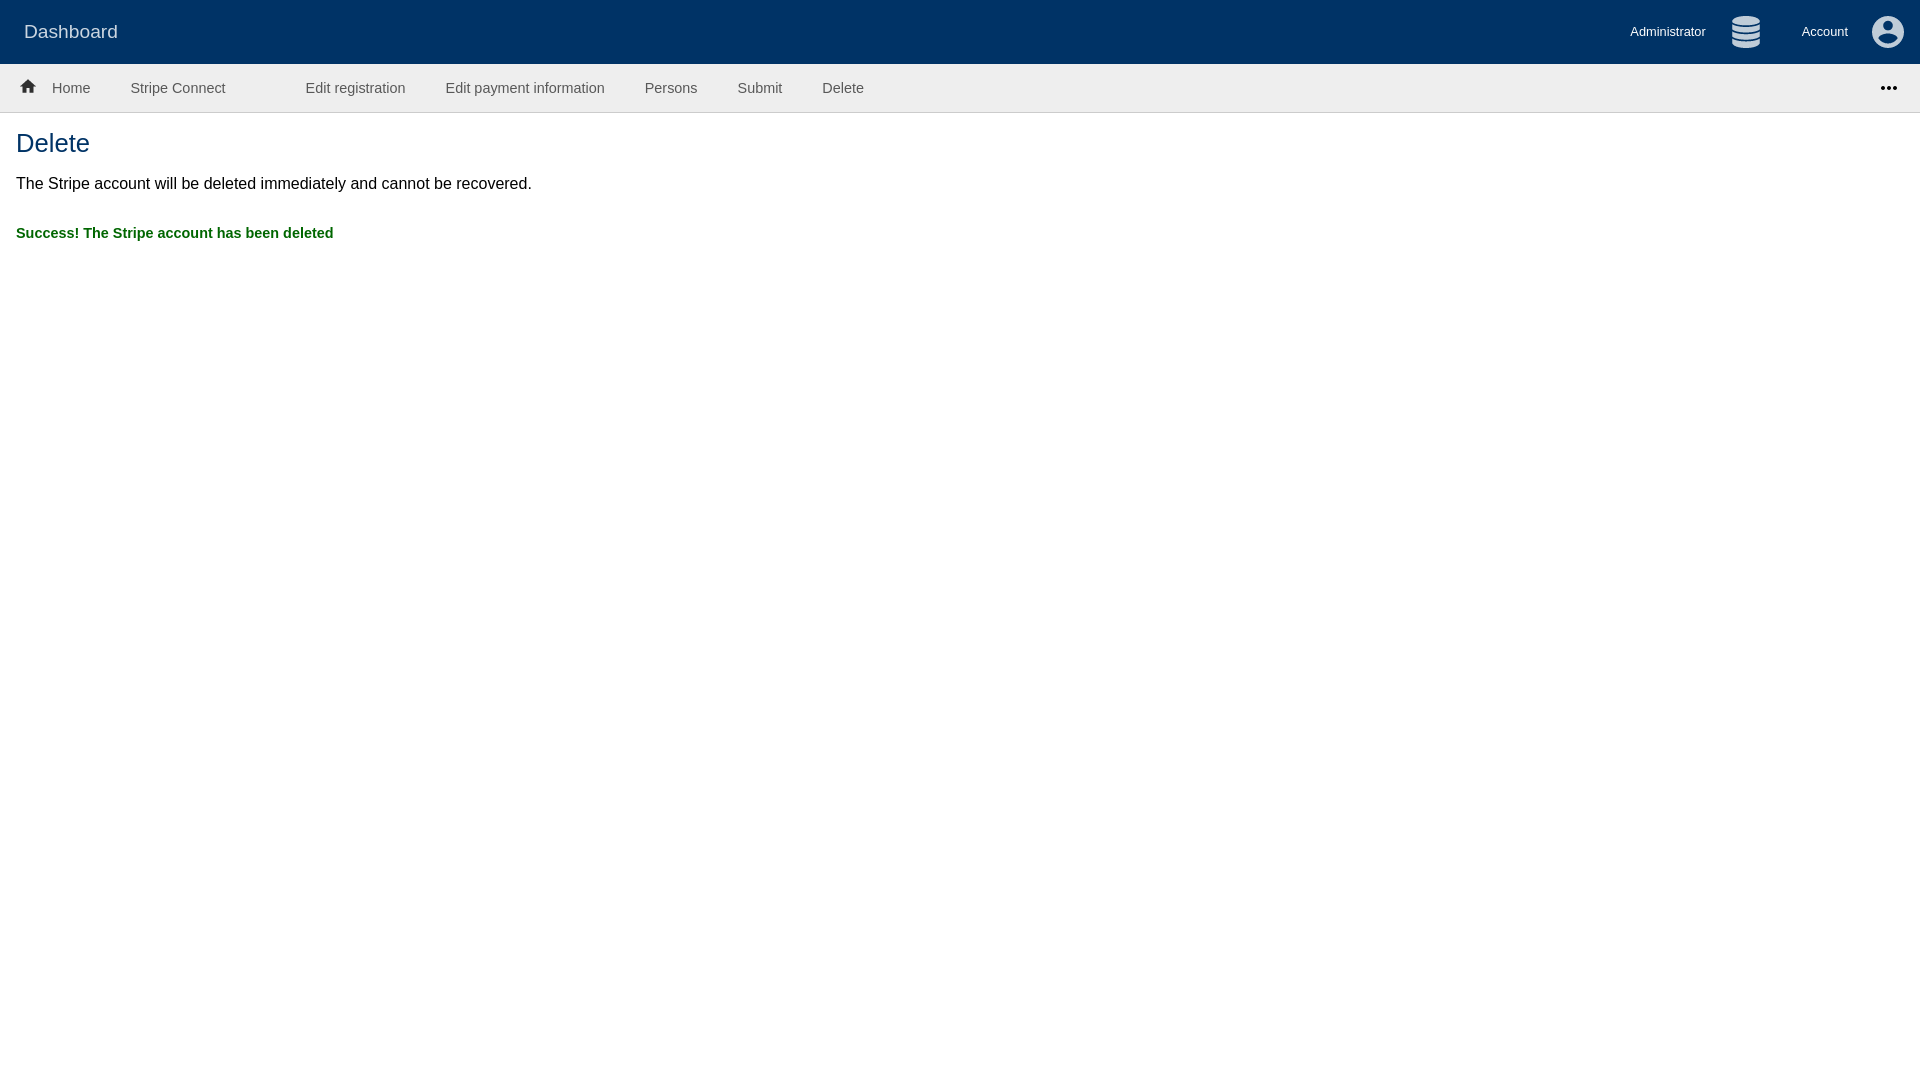 Dashboard
Administrator
Account
Home
Stripe Connect
Edit registration
Edit payment information
Persons
Submit
Delete
Delete
The Stripe account will be deleted immediately and cannot be recovered.
Success! The Stripe account has been deleted